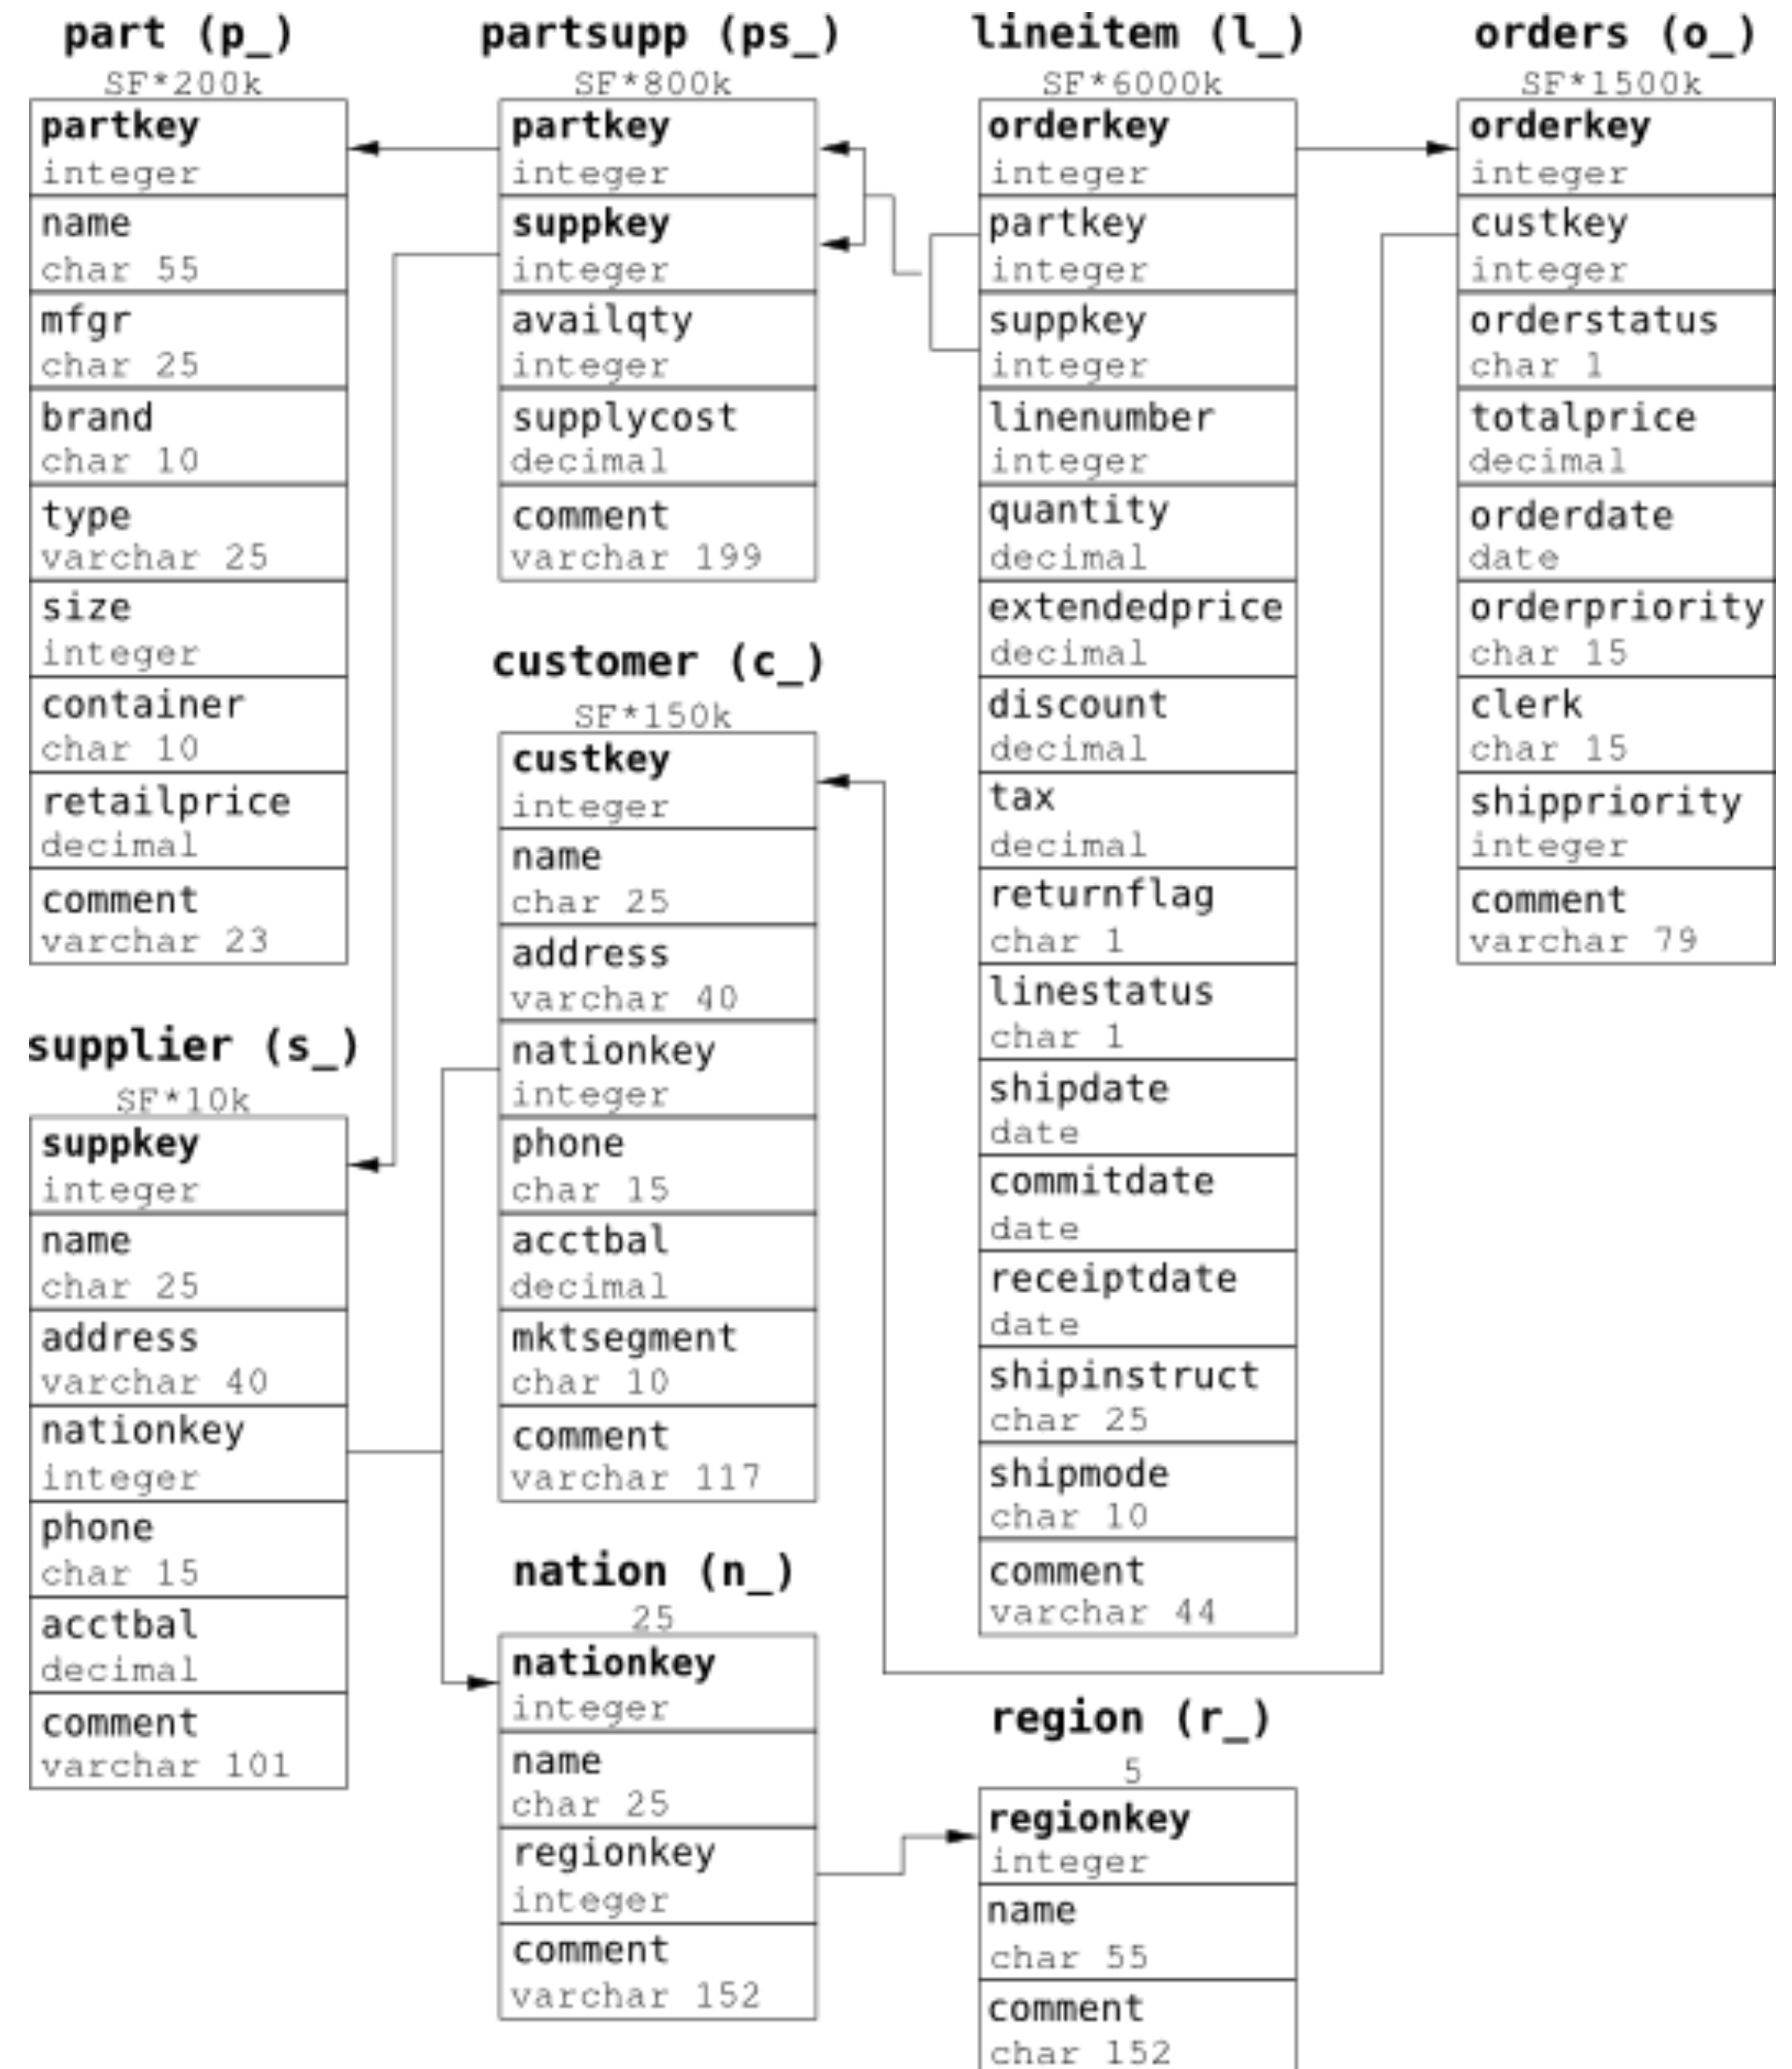 part (p_)
SF*200k
partkey
integer
name
char 55
mfgr
char 25
brand
char 10
type
varchar 25
size
integer
container
char 10
retailprice
decimal
comment
varchar 23
supplier (s_)
SF*10k
suppkey
integer
name
char 25
address
varchar 40
nationkey
integer
phone
char 15
acctbal
decimal
comment
varchar 101
partsupp (ps_)
SF*800k
partkey
integer
suppkey
integer
availqty
integer
supplycost
decimal
comment
varchar 199
customer (c_)
SF*150k
custkey
integer
name
char 25
address
varchar 40
nationkey
integer
phone
char 15
acctbal
decimal
mktsegment
char 10
comment
varchar 117
nation (n_)
25
nationkey
integer
name
char 25
regionkey
integer
comment
varchar 152
lineitem (l_)
SF*6000k
orderkey
integer
partkey
integer
suppkey
integer
linenumber
integer
quantity
decimal
extendedprice
decimal
discount
decimal
tax
decimal
returnflag
char 1
linestatus
char 1
shipdate
date
commitdate
date
receiptdate
date
shipinstruct
char 25
shipmode
char 10
comment
varchar 44
region (r_)
5
regionkey
integer
name
char 55
comment
char 152
orders (o_)
SF*1500k
orderkey
integer
custkey
integer
orderstatus
char 1
totalprice
decimal
orderdate
date
orderpriority
char 15
clerk
char 15
shippriority
integer
comment
varchar 79